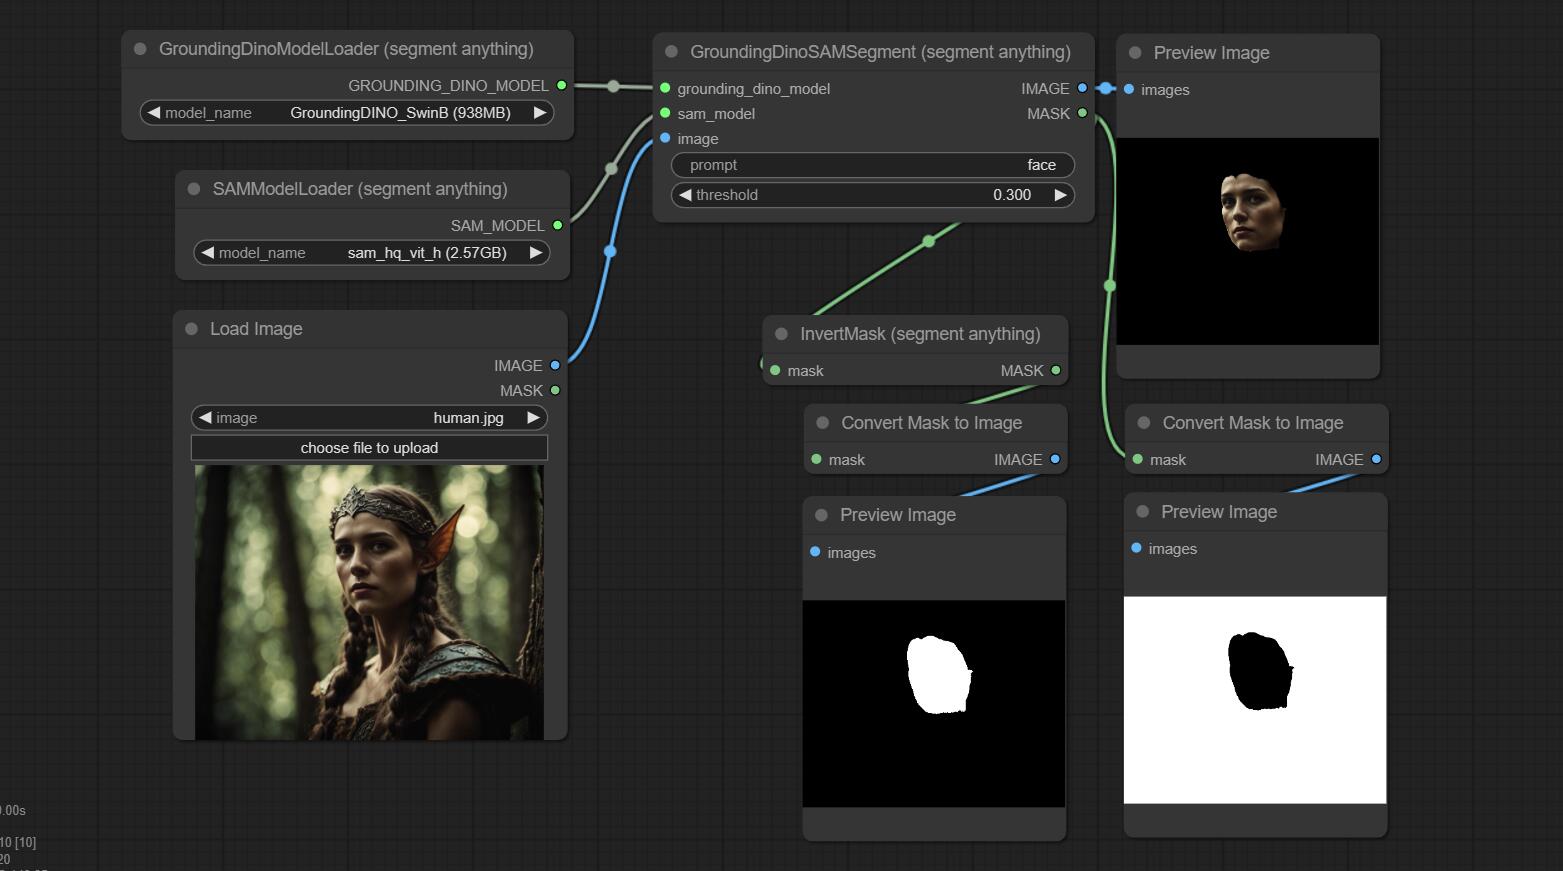 GroundingDinoModelLoader (segment anything)
GROUNDING_DINO_MODEL
model_name GroundingDINO_SwinB (938MB)
SAMModelLoader (segment anything)
SAM_MODEL
model_name sam_hq_vit_h (2.57GB)
Load Image
IMAGE
MASK
image human.jpg
choose file to upload
GroundingDinoSAMSegment (segment anything)
grounding_dino_model IMAGE
sam_model MASK
image
prompt face
threshold 0.300
Preview Image
images
InvertMask (segment anything)
mask MASK
Convert Mask to Image
mask IMAGE
Preview Image
images
Convert Mask to Image
mask IMAGE
Preview Image
images
.00s
10 [10]
20